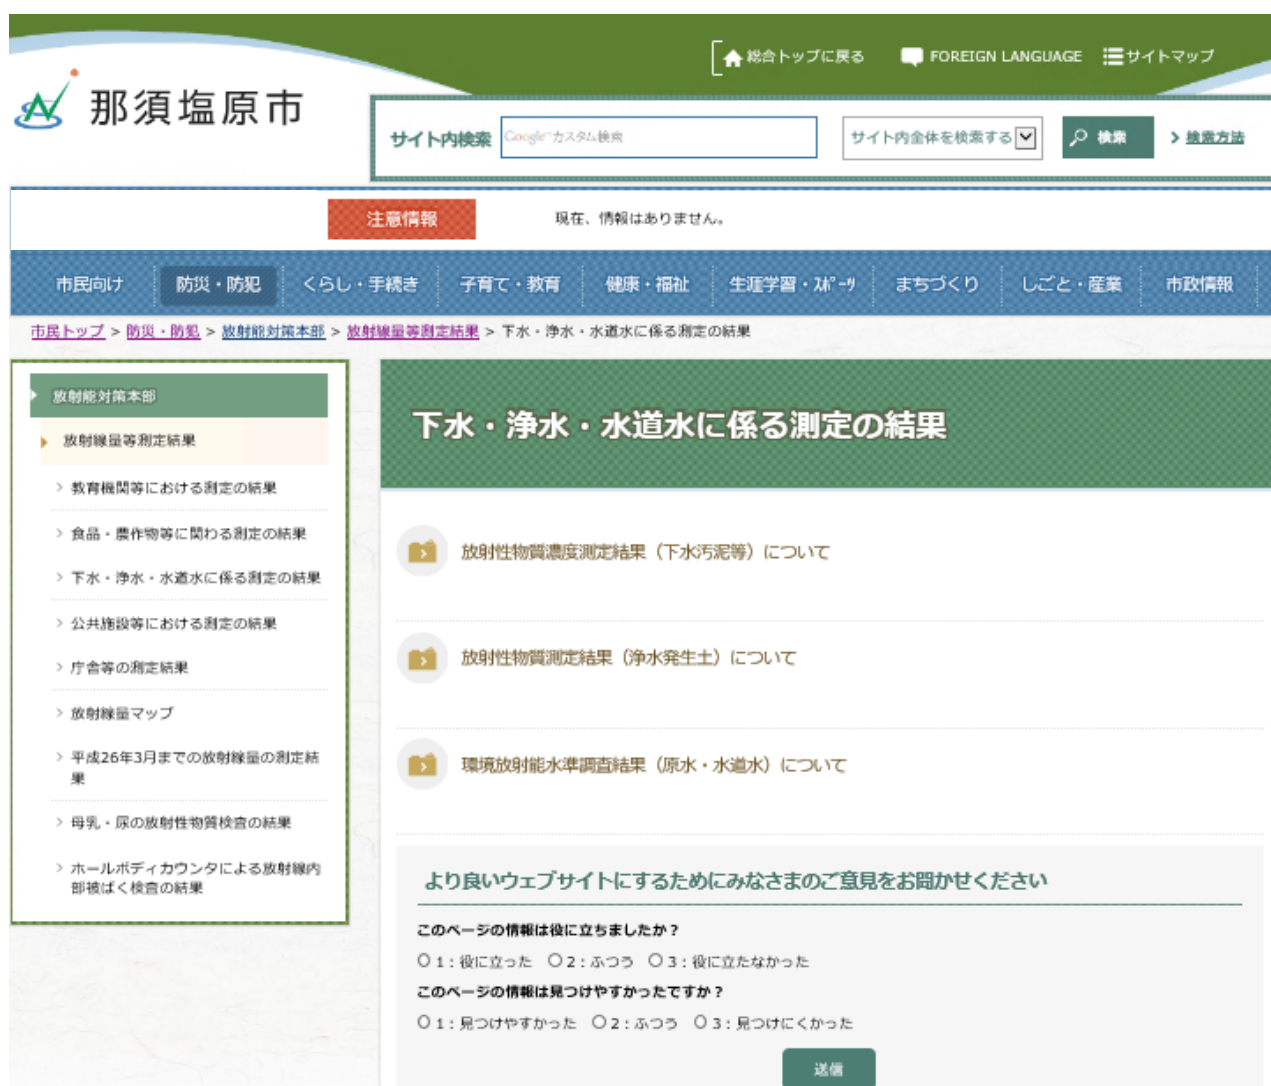 総合トップに戻る FOREIGN LANGUAGE サイトマップ
那須塩原市
サイト内検索 Google カスタム検索 サイト内全体を検索する 検索 検索方法
注意情報 現在、情報はありません。
市民向け 防災・防犯 くらし・手続き 子育て・教育 健康・福祉 生涯学習・ｽﾎﾟｰﾂ まちづくり しごと・産業 市政情報
市民トップ > 防災・防犯 > 放射能対策本部 > 放射線量等測定結果 > 下水・浄水・水道水に係る測定の結果
放射能対策本部
放射線量等測定結果
教育機関等における測定の結果
食品・農作物等に関わる測定の結果
下水・浄水・水道水に係る測定の結果
公共施設等における測定の結果
庁舎等の測定結果
放射線量マップ
平成26年3月までの放射線量の測定結
果
母乳・尿の放射性物質検査の結果
ホールボディカウンタによる放射線内
部被ばく検査の結果
下水・浄水・水道水に係る測定の結果
放射性物質濃度測定結果（下水汚泥等）について
放射性物質測定結果（浄水発生土）について
環境放射能水準調査結果（原水・水道水）について
より良いウェブサイトにするためにみなさまのご意見をお聞かせください
このページの情報は役に立ちましたか？
1：役に立った 2：ふつう 3：役に立たなかった
このページの情報は見つけやすかったですか？
1：見つけやすかった 2：ふつう 3：見つけにくかった
送信